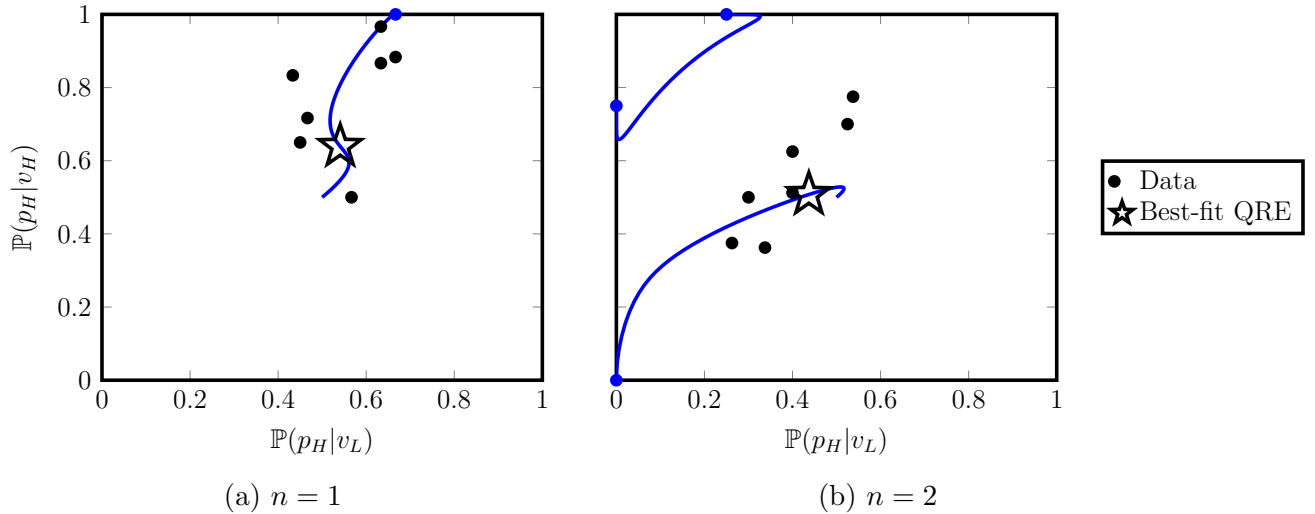 1
0.8
0.6
0.4
0.2
0
ℙ(p_H|v_H)
0 0.2 0.4 0.6 0.8 1
ℙ(p_H|v_L)
(a) n = 1
0 0.2 0.4 0.6 0.8 1
ℙ(p_H|v_L)
(b) n = 2
Data
Best-fit QRE